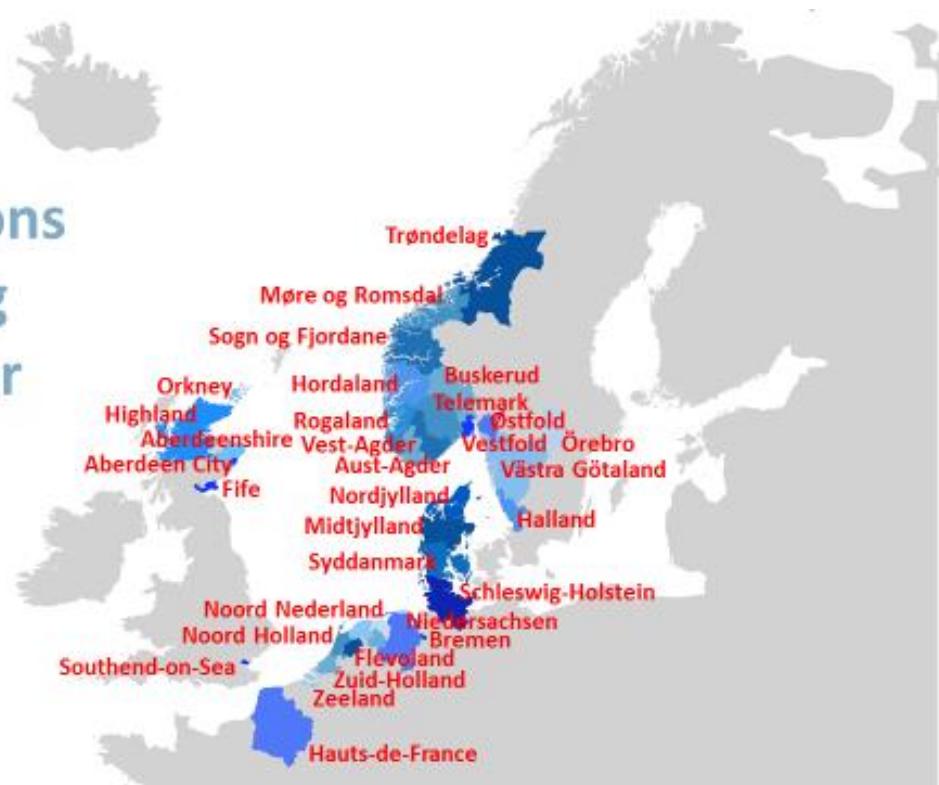 ons
g
r
Trøndelag
Møre og Romsdal
Sogn og Fjordane
Orkney
Hordaland
Buskerud
Highland
Telemark
Rogaland
Østfold
Aberdeenshire
Vest-Agder
Vestfold
Örebro
Aberdeen City
Aust-Agder
Västra Götaland
Fife
Nordjylland
Midtjylland
Halland
Syddanmark
Schleswig-Holstein
Noord Nederland
Niedersachsen
Noord Holland
Bremen
Southend-on-Sea
Flevoland
Zuid-Holland
Zeeland
Hauts-de-France